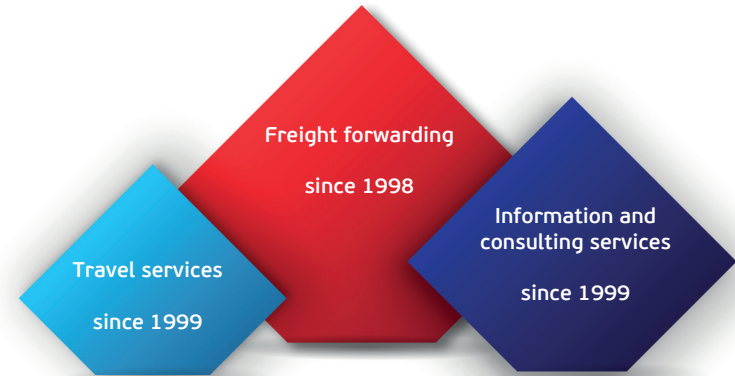 Freight forwarding
since 1998
Travel services
since 1999
Information and
consulting services
since 1999